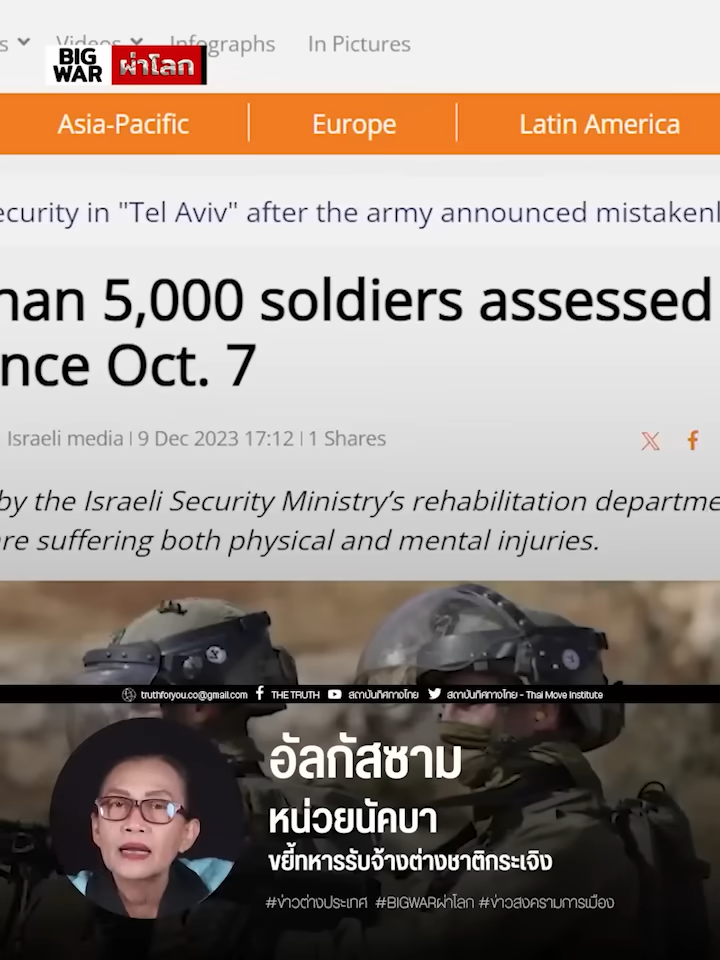 s Videos Infographs In Pictures
BIG
WAR ผ่าโลก
Asia-Pacific Europe Latin America
ecurity in "Tel Aviv" after the army announced mistakenl
han 5,000 soldiers assessed
nce Oct. 7
Israeli media | 9 Dec 2023 17:12 | 1 Shares
by the Israeli Security Ministry’s rehabilitation departme
re suffering both physical and mental injuries.
truthforyou.co@gmail.com THE TRUTH สถาบันทิศทางไทย สถาบันทิศทางไทย - Thai Move Institute
อัลกัสซาม
หน่วยนัคบา
ขยี้ทหารรับจ้างต่างชาติกระเจิง
#ข่าวต่างประเทศ #BIGWARผ่าโลก #ข่าวสงครามการเมือง